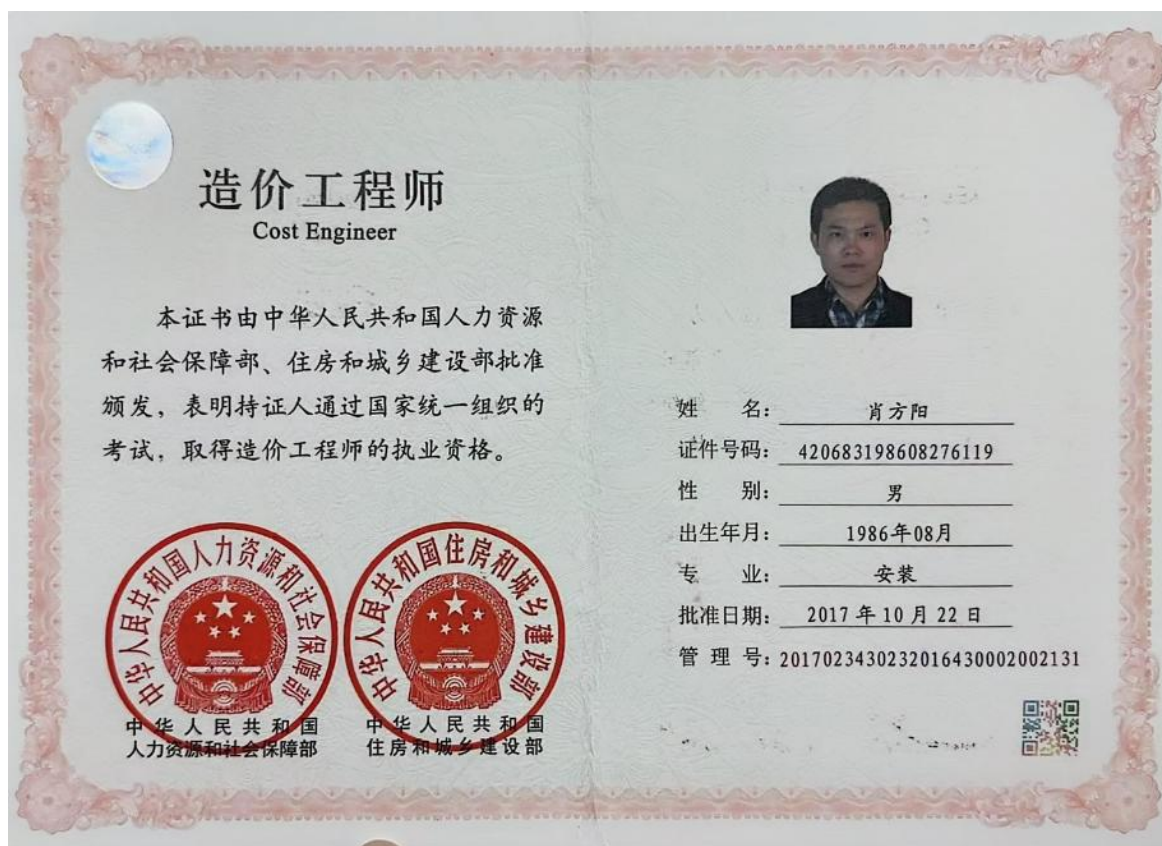 造价工程师
Cost Engineer
本证书由中华人民共和国人力资源
和社会保障部、住房和城乡建设部批准
颁发，表明持证人通过国家统一组织的
考试，取得造价工程师的执业资格。
中华人民共和国人力资源和社会保障部
中华人民共和国
人力资源和社会保障部
中华人民共和国住房和城乡建设部
中华人民共和国
住房和城乡建设部
姓 名： 肖方阳
证件号码： 420683198608276119
性 别： 男
出生年月： 1986年08月
专 业： 安装
批准日期： 2017 年 10 月 22 日
管 理 号： 2017023430232016430002002131